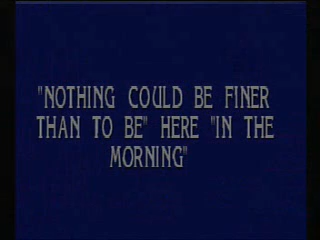 "NOTHING COULD BE FINER
THAN TO BE" HERE "IN THE
MORNING"